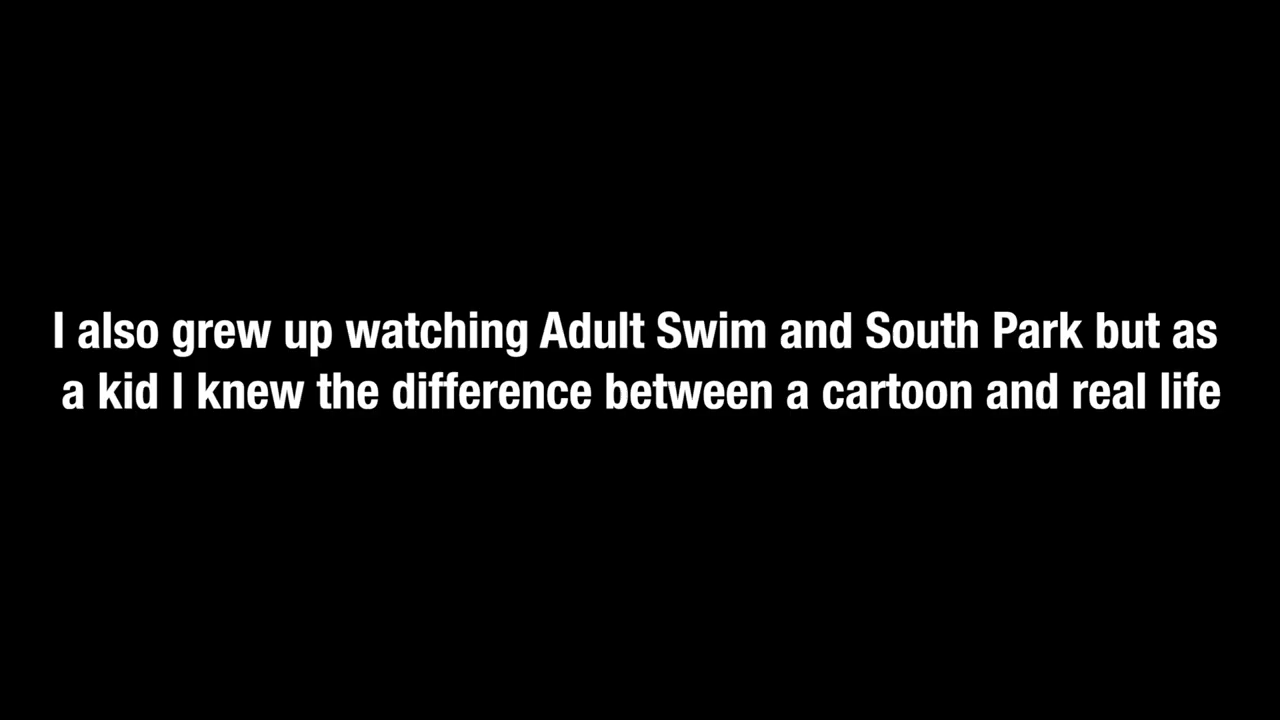 I also grew up watching Adult Swim and South Park but as
a kid I knew the difference between a cartoon and real life